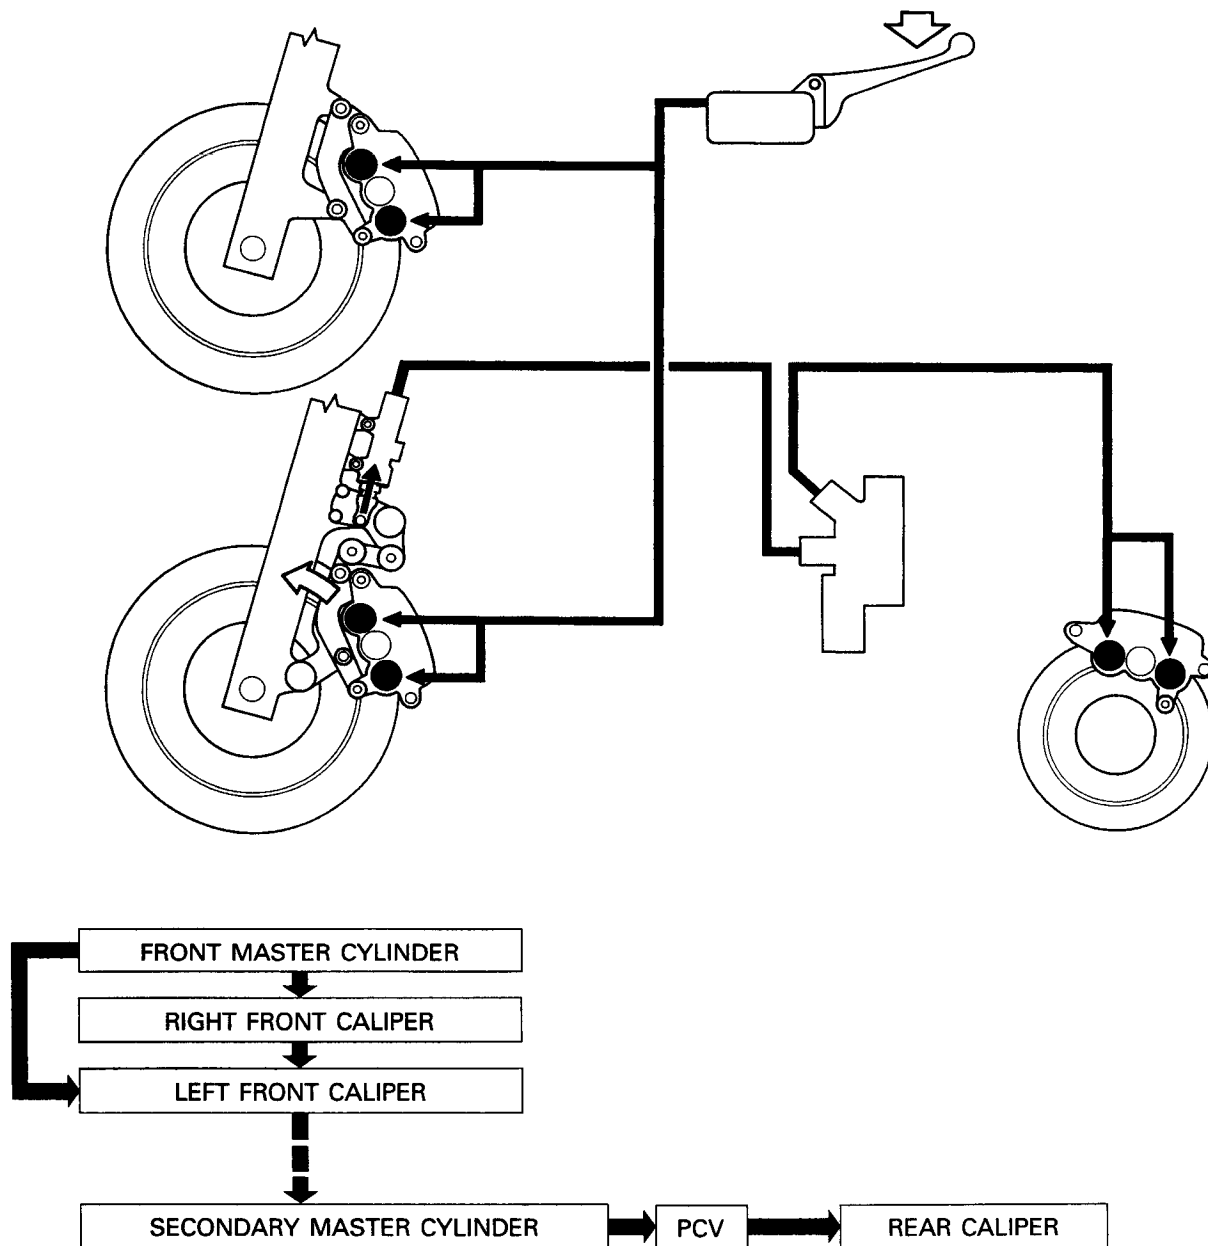 FRONT MASTER CYLINDER
RIGHT FRONT CALIPER
LEFT FRONT CALIPER
SECONDARY MASTER CYLINDER
PCV
REAR CALIPER